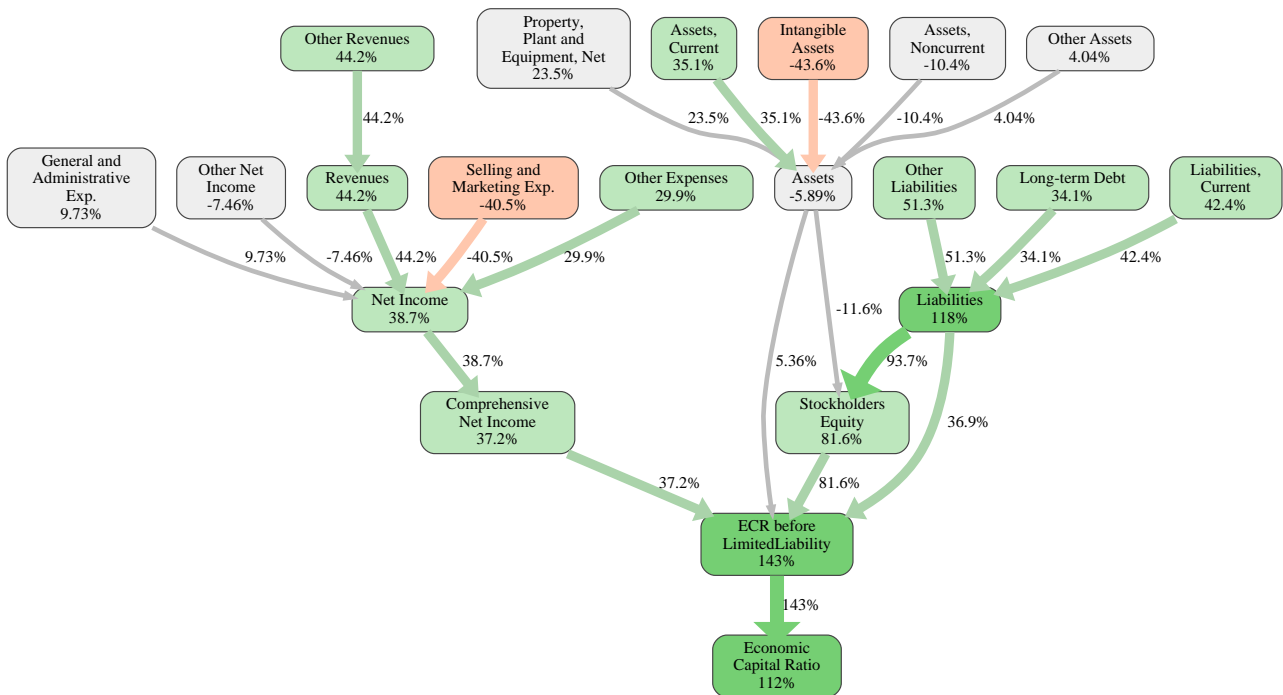 Other Revenues
44.2%
Property,
Plant and
Equipment, Net
23.5%
Assets,
Current
35.1%
Intangible
Assets
-43.6%
Assets,
Noncurrent
-10.4%
Other Assets
4.04%
44.2%
23.5%
35.1%
-43.6%
-10.4%
4.04%
General and
Administrative
Exp.
9.73%
Other Net
Income
-7.46%
Revenues
44.2%
Selling and
Marketing Exp.
-40.5%
Other Expenses
29.9%
Assets
-5.89%
Other
Liabilities
51.3%
Long-term Debt
34.1%
Liabilities,
Current
42.4%
9.73%
-7.46%
44.2%
-40.5%
29.9%
51.3%
34.1%
42.4%
Net Income
38.7%
-11.6%
Liabilities
118%
38.7%
5.36%
93.7%
Comprehensive
Net Income
37.2%
Stockholders
Equity
81.6%
36.9%
37.2%
81.6%
ECR before
LimitedLiability
143%
143%
Economic
Capital Ratio
112%